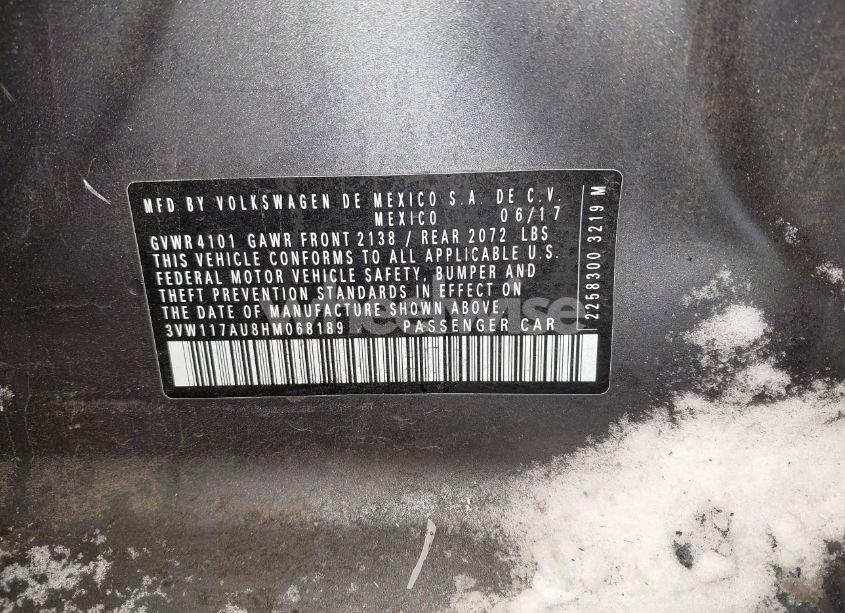 MFD BY VOLKSWAGEN DE MEXICO S.A. DE C.V.
MEXICO 06/17
GVWR 4101 GAWR FRONT 2138 / REAR 2072 LBS
THIS VEHICLE CONFORMS TO ALL APPLICABLE U.S.
FEDERAL MOTOR VEHICLE SAFETY, BUMPER AND
THEFT PREVENTION STANDARDS IN EFFECT ON
THE DATE OF MANUFACTURE SHOWN ABOVE.
3VW117AU8HM068189 PASSENGER CAR
2258300 3219 M